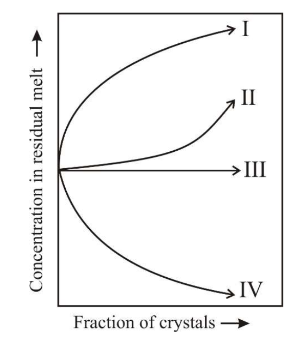 I
II
III
IV
Concentration in residual melt
Fraction of crystals